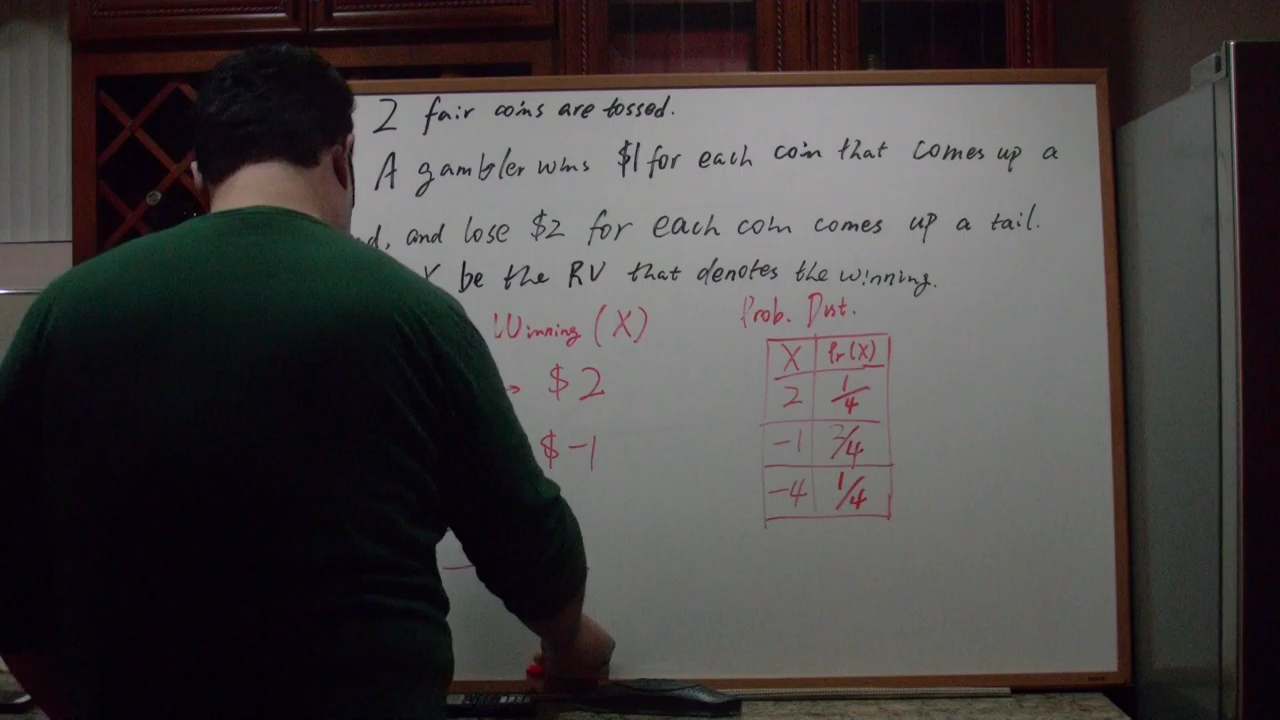 2 fair coins are tossed.
A gambler wins $1 for each coin that comes up a
d, and lose $2 for each coin comes up a tail.
X be the RV that denotes the winning.
Winning (X)
→ $2
$ -1
Prob. Dist.
X Pr(X)
2 1/4
-1 2/4
-4 1/4